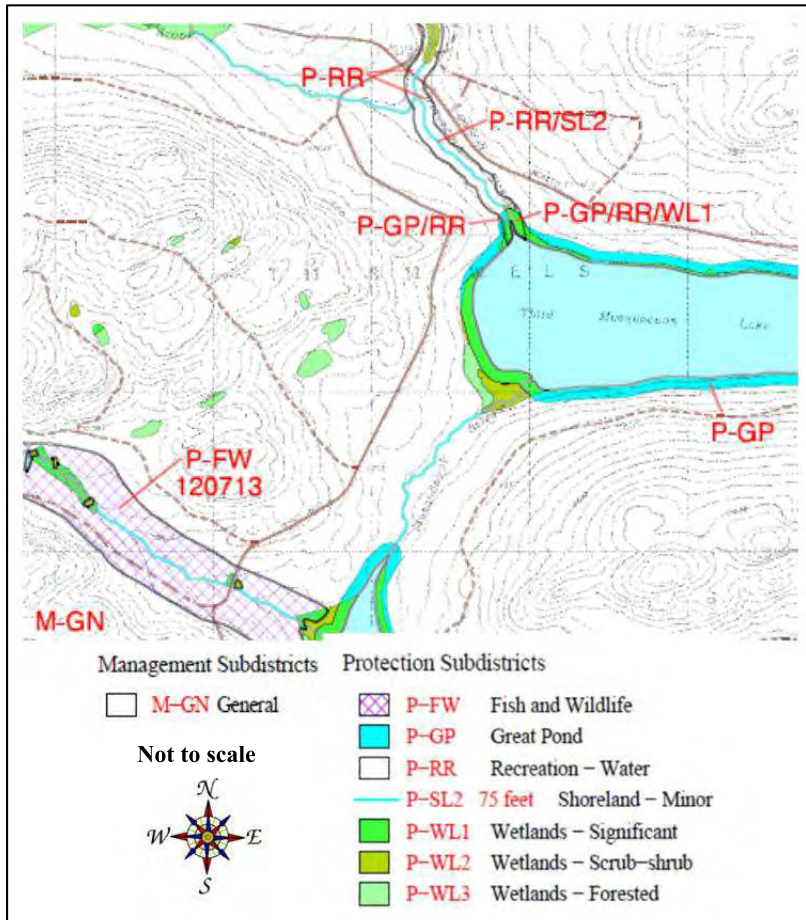 P-RR
P-RR/SL2
P-GP/RR
P-GP/RR/WL1
E L S
Third
Lake
P-GP
P-FW
120713
M-GN
Management Subdistricts
Protection Subdistricts
M-GN General
P-FW Fish and Wildlife
P-GP Great Pond
Not to scale
P-RR Recreation – Water
P-SL2 75 feet Shoreland – Minor
P-WL1 Wetlands – Significant
P-WL2 Wetlands – Scrub-shrub
P-WL3 Wetlands – Forested
N
W
E
S